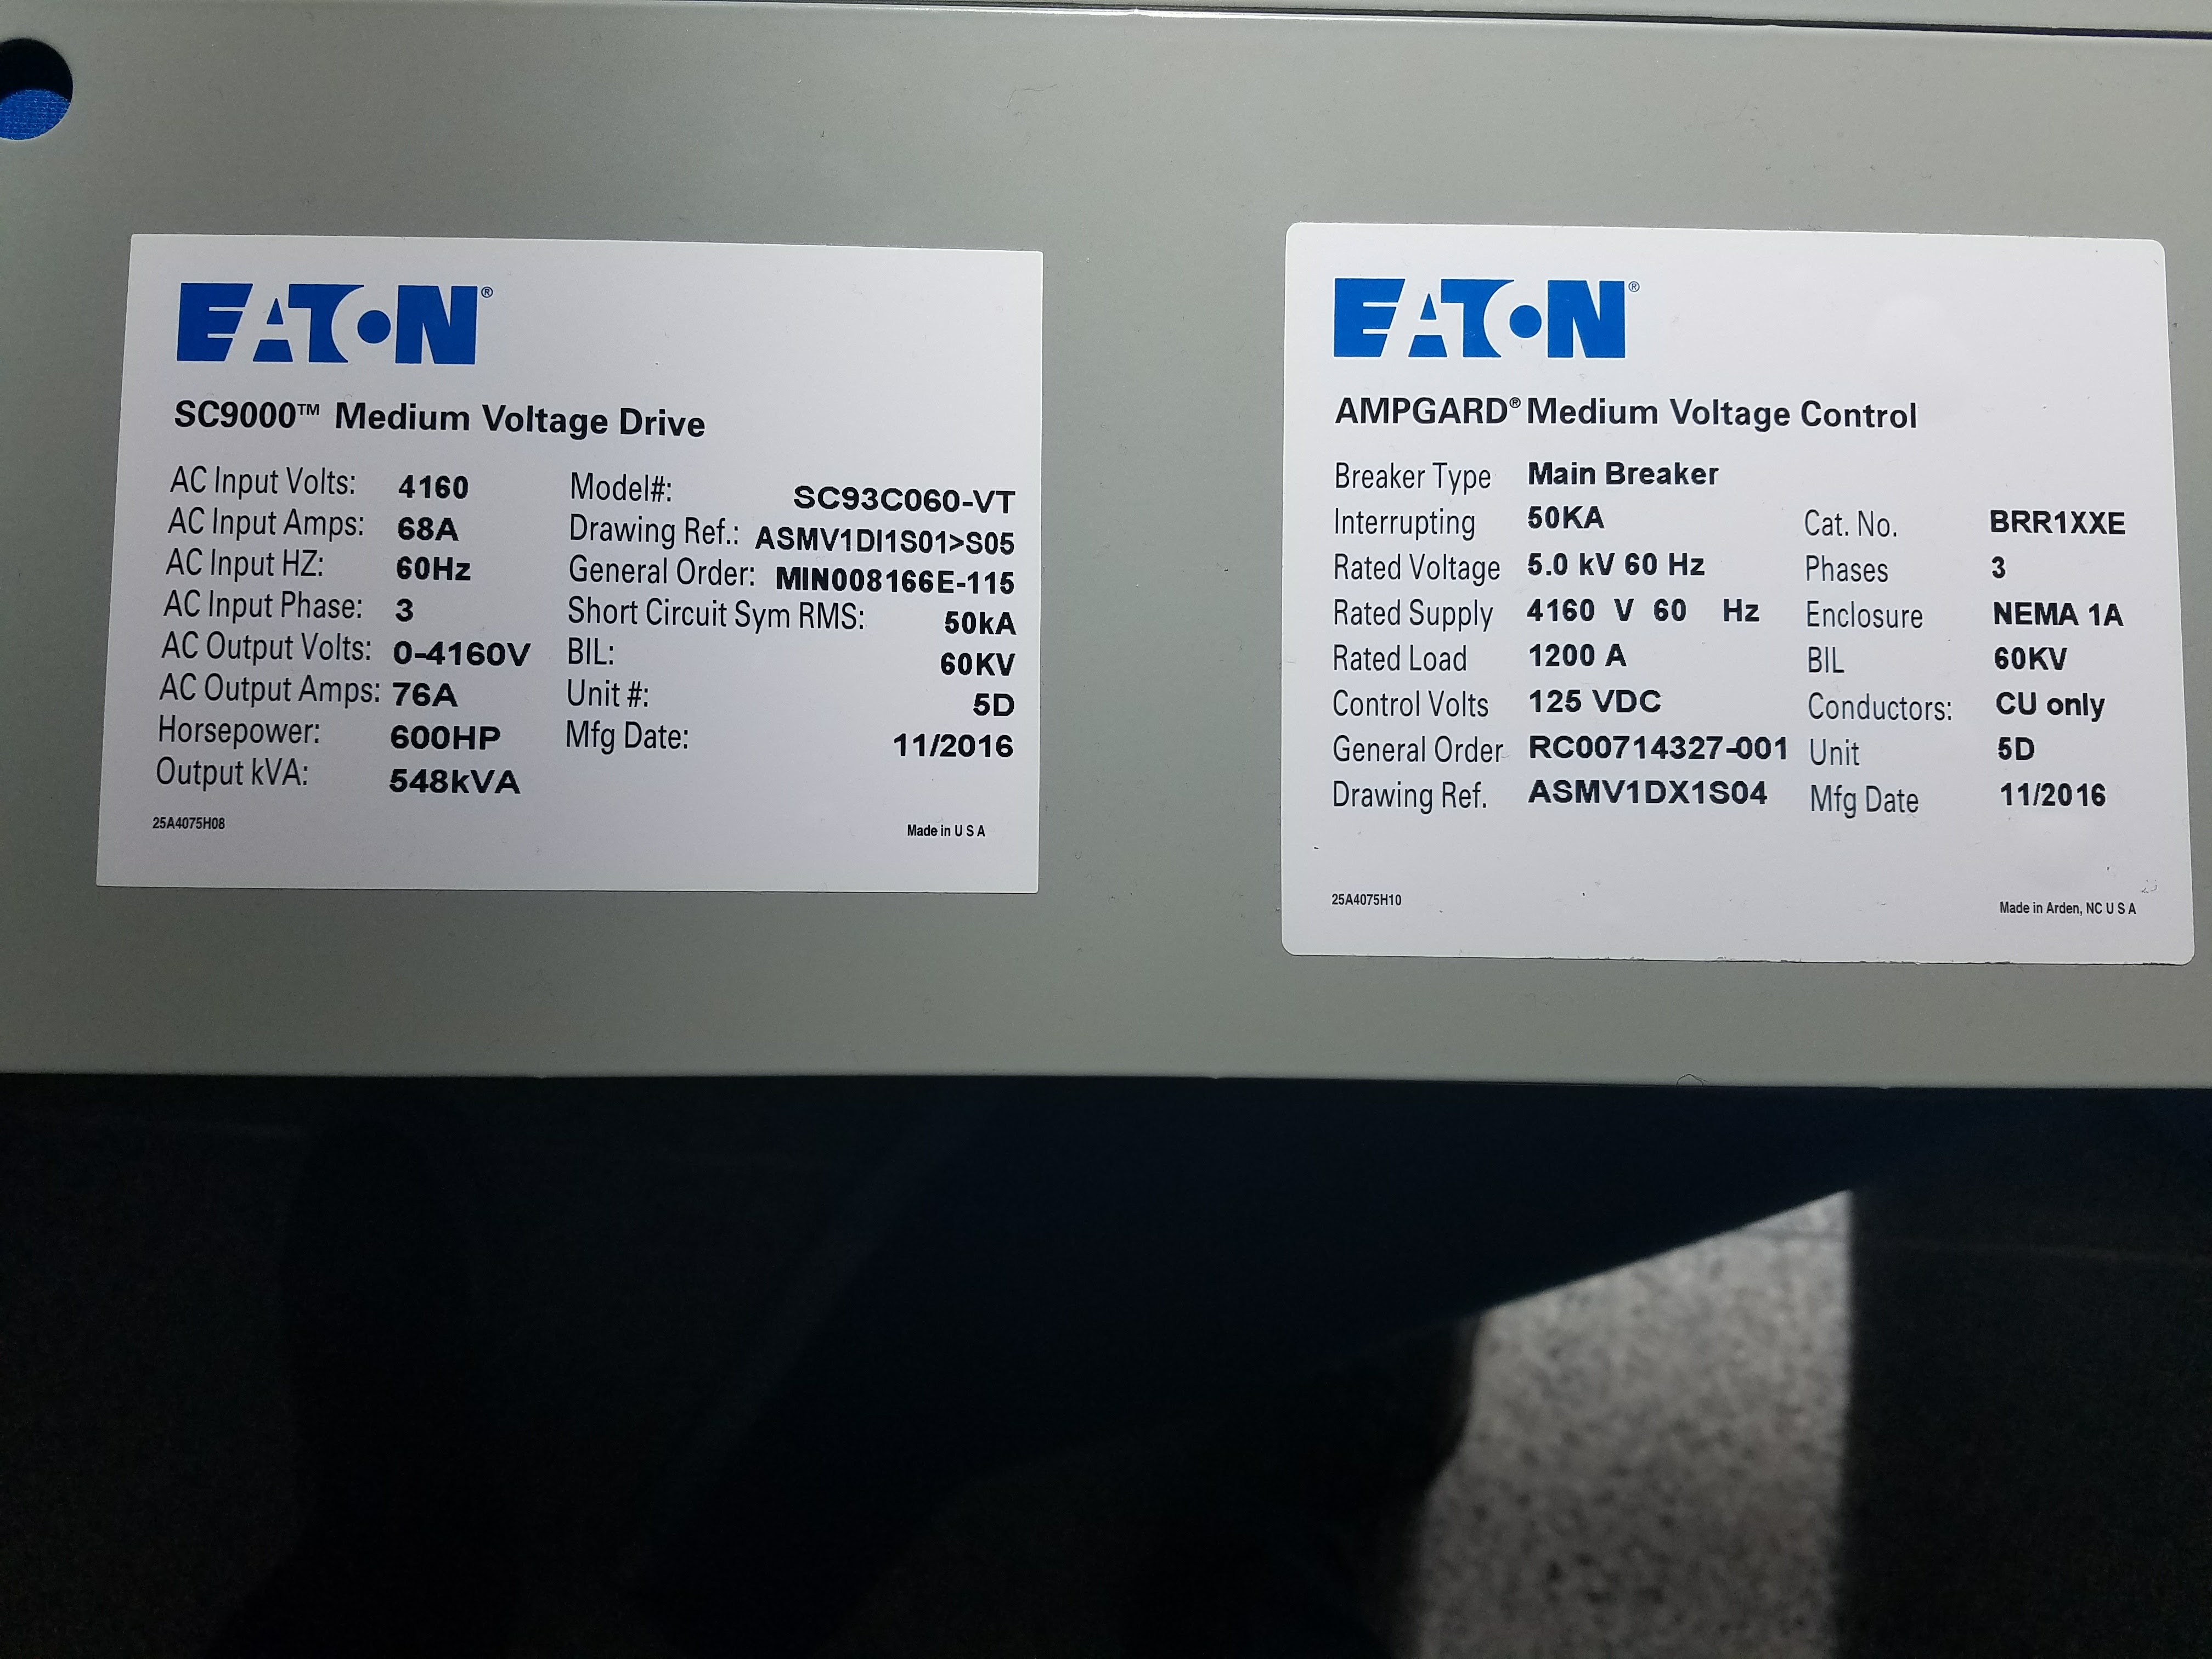 EATON®
SC9000™ Medium Voltage Drive
AC Input Volts: 4160
AC Input Amps: 68A
AC Input HZ: 60Hz
AC Input Phase: 3
AC Output Volts: 0-4160V
AC Output Amps: 76A
Horsepower: 600HP
Output kVA: 548kVA
Model#: SC93C060-VT
Drawing Ref.: ASMV1DI1S01>S05
General Order: MIN008166E-115
Short Circuit Sym RMS: 50kA
BIL: 60KV
Unit #: 5D
Mfg Date: 11/2016
25A4075H08
Made in U S A
EATON®
AMPGARD® Medium Voltage Control
Breaker Type Main Breaker
Interrupting 50KA
Rated Voltage 5.0 kV 60 Hz
Rated Supply 4160 V 60 Hz
Rated Load 1200 A
Control Volts 125 VDC
General Order RC00714327-001
Drawing Ref. ASMV1DX1S04
Cat. No. BRR1XXE
Phases 3
Enclosure NEMA 1A
BIL 60KV
Conductors: CU only
Unit 5D
Mfg Date 11/2016
25A4075H10
Made in Arden, NC U S A